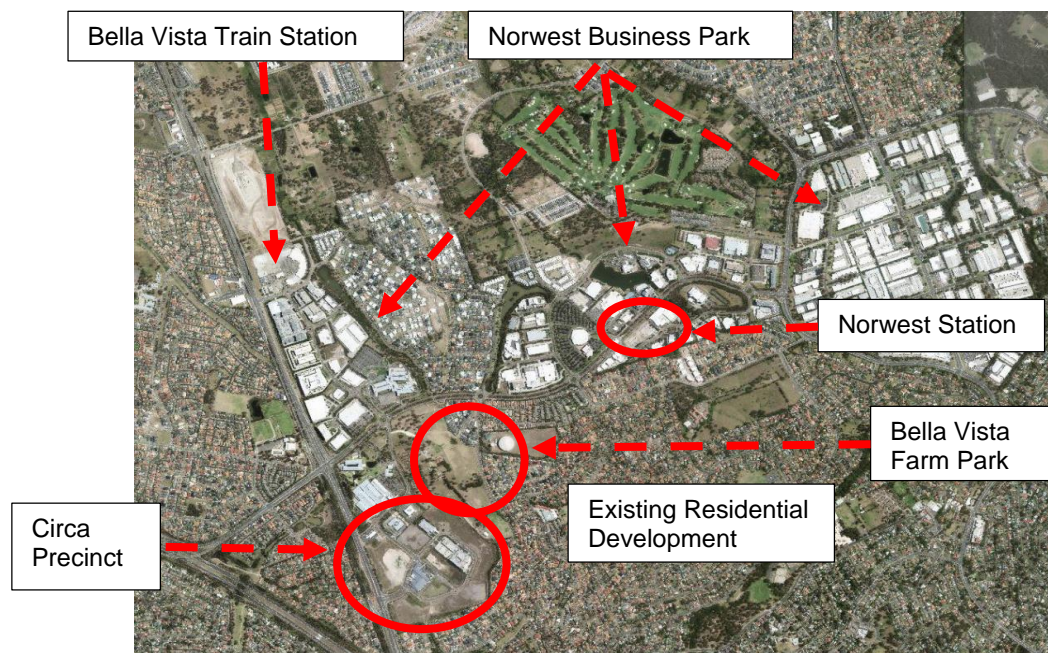 Bella Vista Train Station
Norwest Business Park
Norwest Station
Bella Vista
Farm Park
Existing Residential
Development
Circa
Precinct